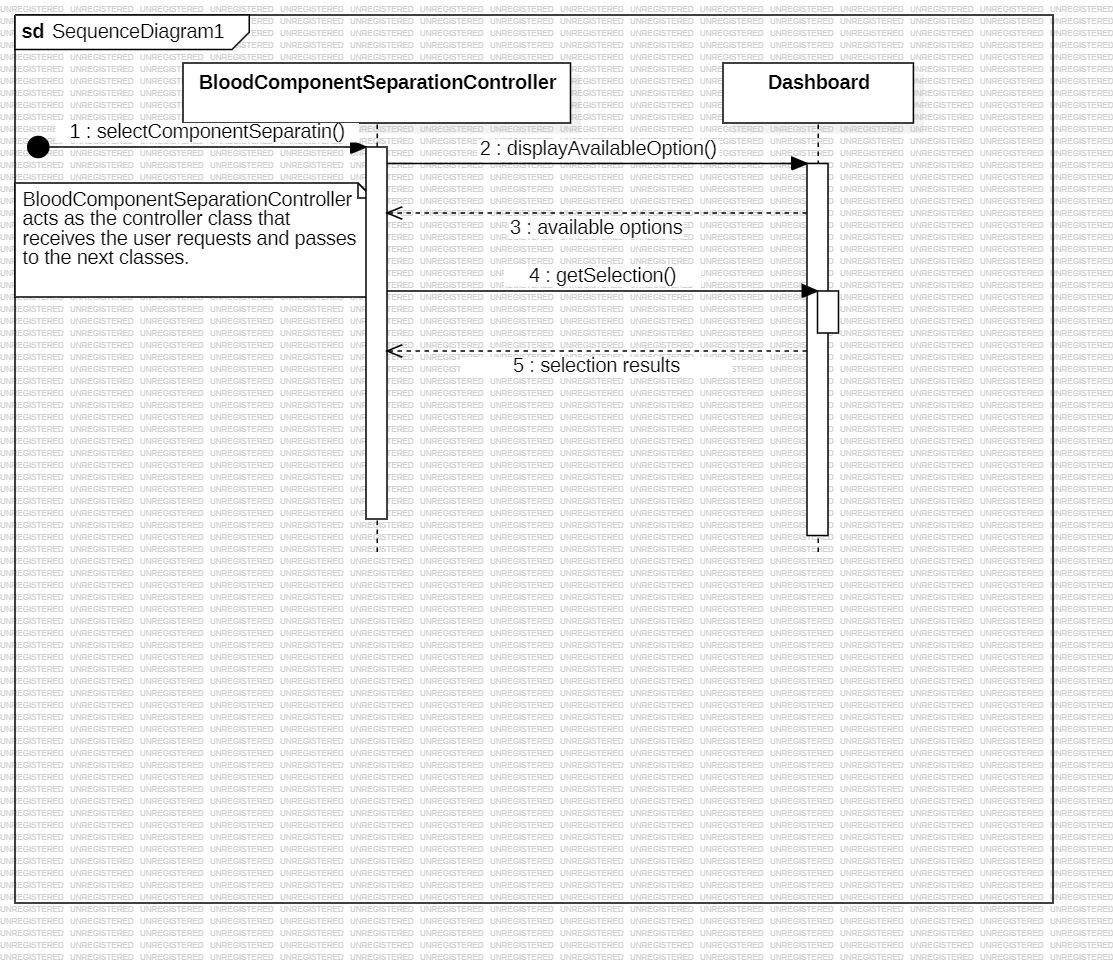 sd SequenceDiagram1
BloodComponentSeparationController
Dashboard
1 : selectComponentSeparatin()
2 : displayAvailableOption()
BloodComponentSeparationController
acts as the controller class that
receives the user requests and passes
to the next classes.
3 : available options
4 : getSelection()
5 : selection results
UNREGISTERED